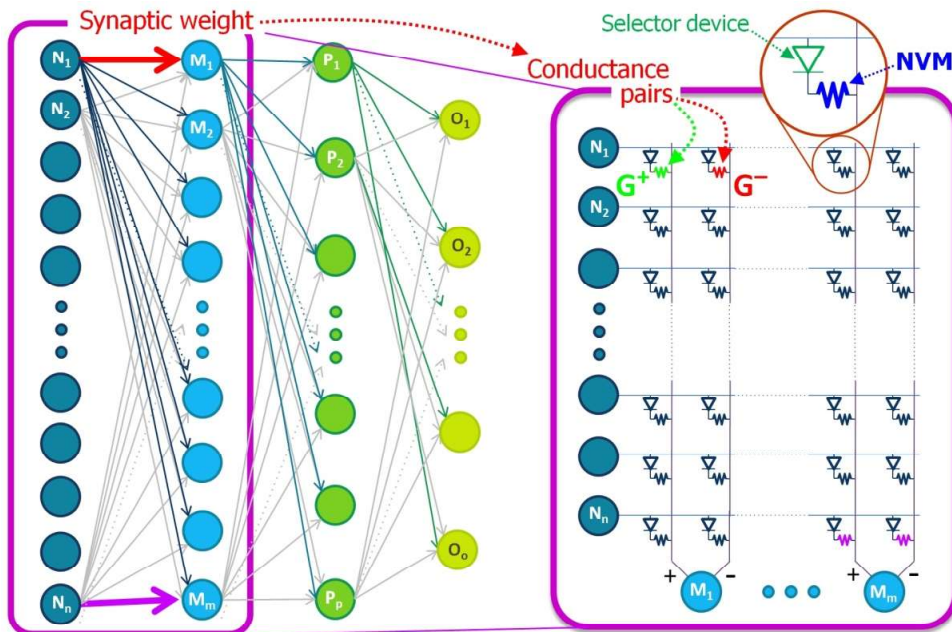 Synaptic weight
Selector device
NVM
Conductance
pairs
N₁
N₂
Nₙ
M₁
M₂
Mₘ
P₁
P₂
Pₚ
O₁
O₂
Oₒ
N₁
N₂
Nₙ
G⁺
G⁻
+
-
+
-
M₁
Mₘ